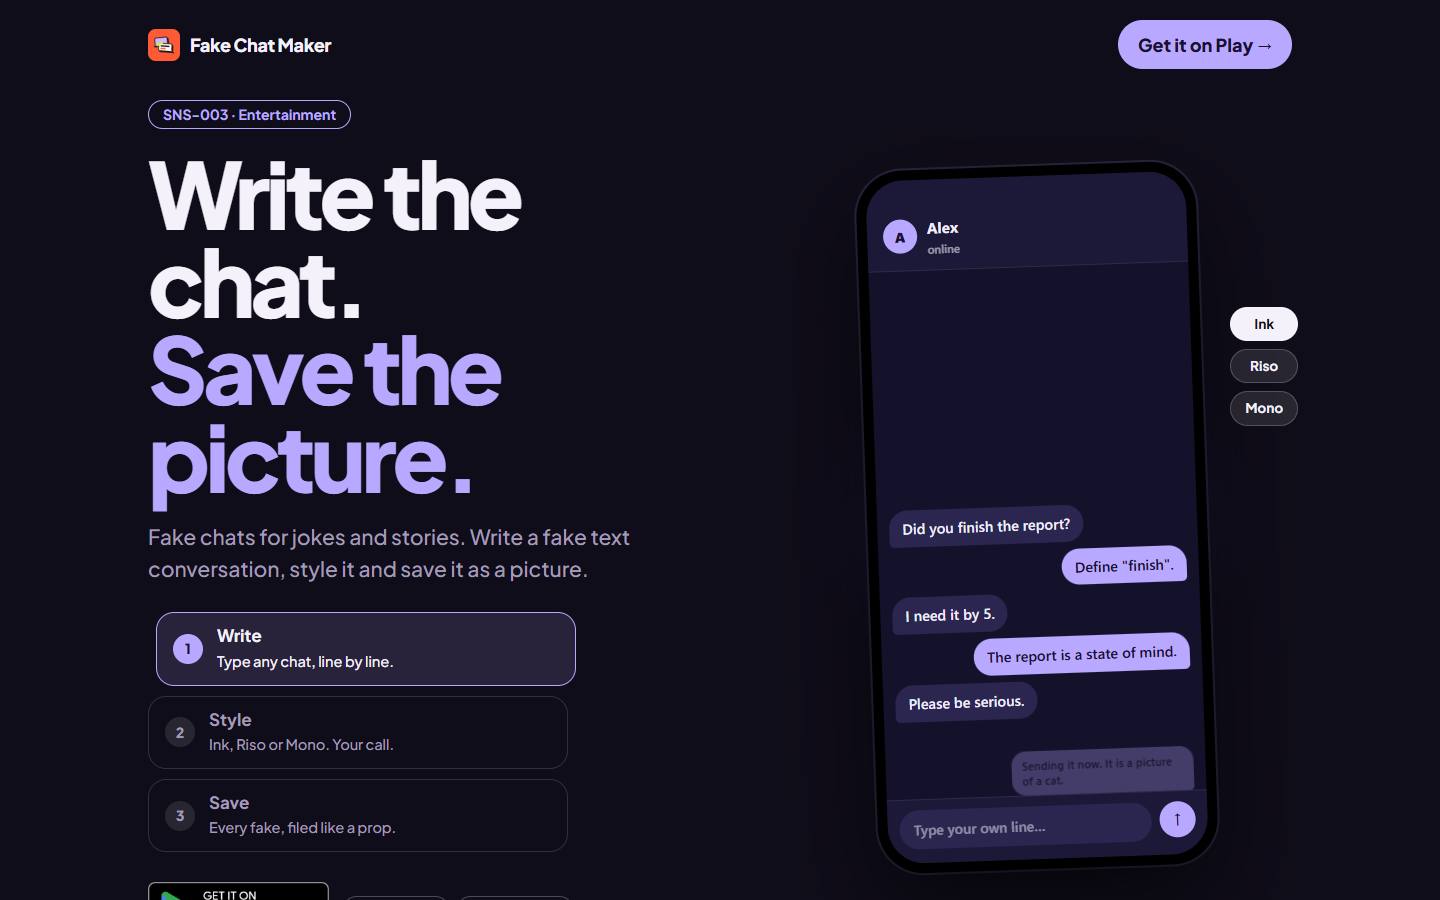 Fake Chat Maker
Get it on Play →
SNS-003 · Entertainment
Write the
chat.
Save the
picture.
Fake chats for jokes and stories. Write a fake text
conversation, style it and save it as a picture.
1
Write
Type any chat, line by line.
2
Style
Ink, Riso or Mono. Your call.
3
Save
Every fake, filed like a prop.
GET IT ON
A
Alex
online
Did you finish the report?
Define "finish".
I need it by 5.
The report is a state of mind.
Please be serious.
Sending it now. It is a picture
of a cat.
Type your own line...
↑
Ink
Riso
Mono